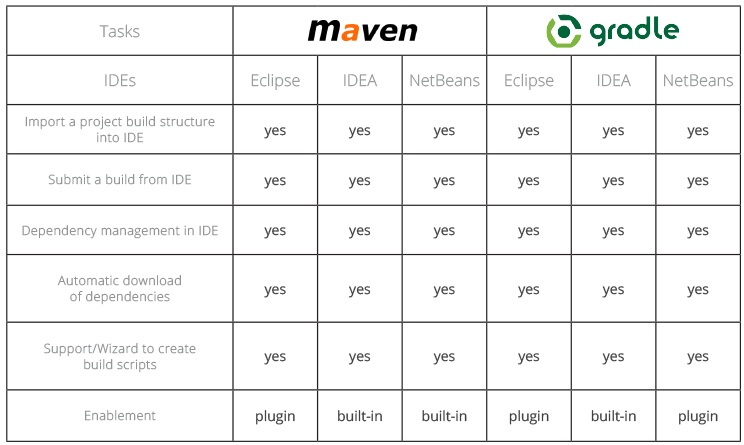 Tasks maven gradle
IDEs Eclipse IDEA NetBeans Eclipse IDEA NetBeans
Import a project build structure
into IDE
yes yes yes yes yes yes
Submit a build from IDE yes yes yes yes yes yes
Dependency management in IDE yes yes yes yes yes yes
Automatic download
of dependencies
yes yes yes yes yes yes
Support/Wizard to create
build scripts
yes yes yes yes yes yes
Enablement plugin built-in built-in plugin built-in plugin